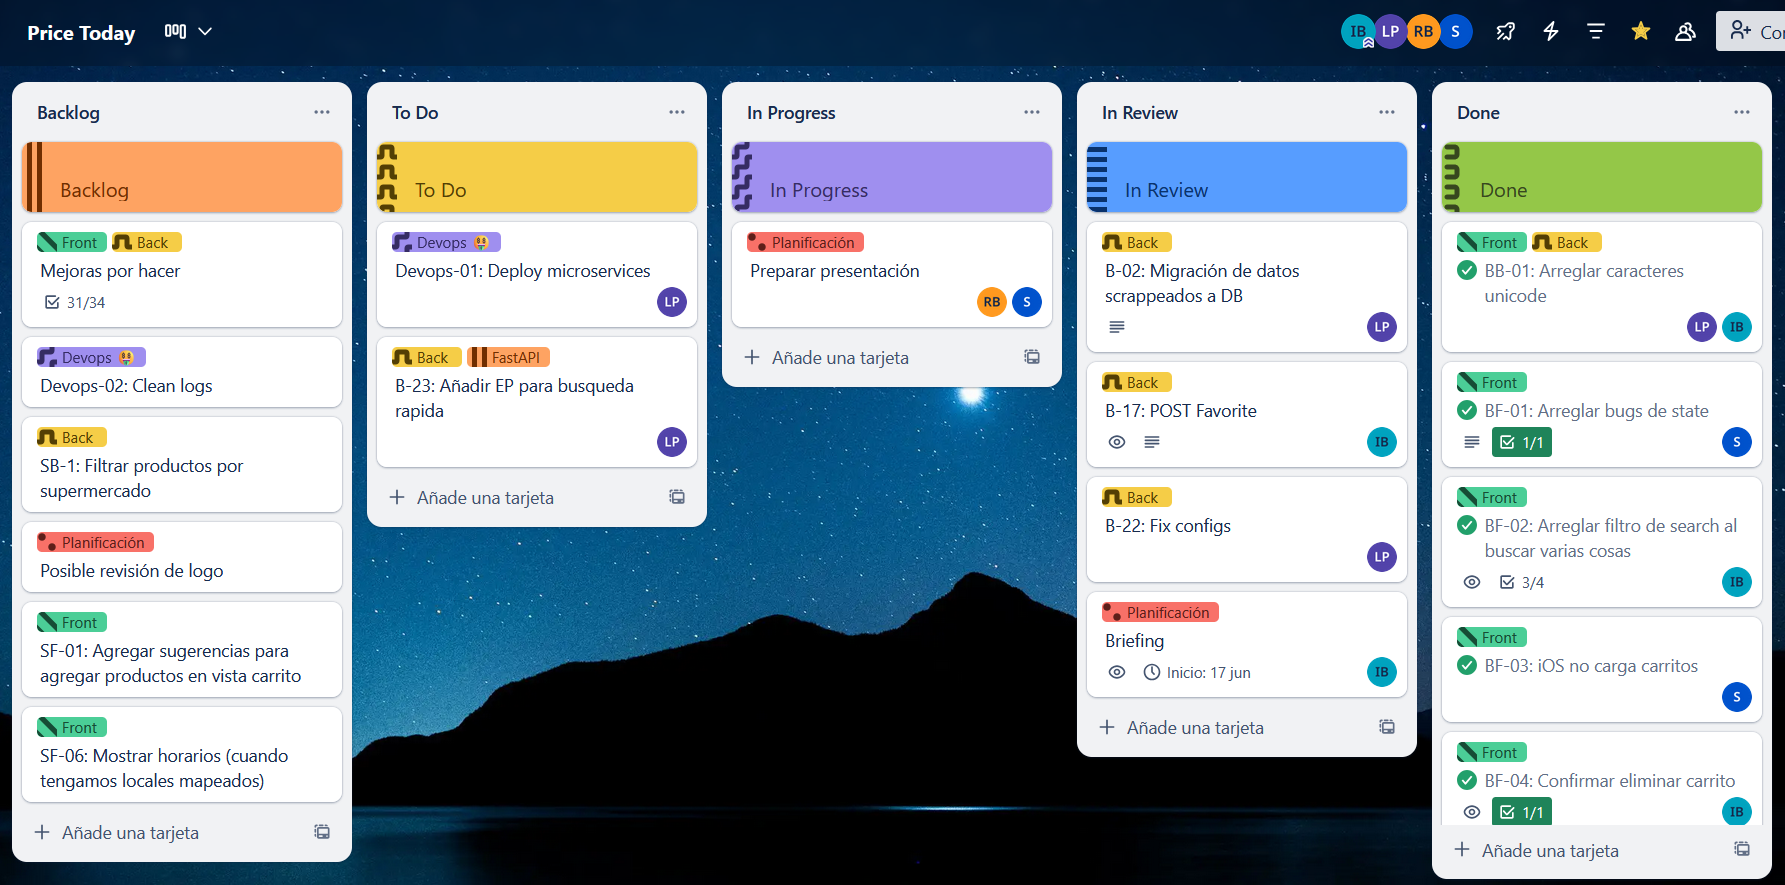 Price Today
IB LP RB S
Backlog
Backlog
Front Back
Mejoras por hacer
31/34
Devops 🤑
Devops-02: Clean logs
Back
SB-1: Filtrar productos por
supermercado
Planificación
Posible revisión de logo
Front
SF-01: Agregar sugerencias para
agregar productos en vista carrito
Front
SF-06: Mostrar horarios (cuando
tengamos locales mapeados)
Añade una tarjeta
To Do
To Do
Devops 🤑
Devops-01: Deploy microservices
LP
Back FastAPI
B-23: Añadir EP para busqueda
rapida
LP
Añade una tarjeta
In Progress
In Progress
Planificación
Preparar presentación
RB S
Añade una tarjeta
In Review
In Review
Back
B-02: Migración de datos
scrappeados a DB
LP
Back
B-17: POST Favorite
IB
Back
B-22: Fix configs
LP
Planificación
Briefing
Inicio: 17 jun
IB
Añade una tarjeta
Done
Done
Front Back
BB-01: Arreglar caracteres
unicode
LP IB
Front
BF-01: Arreglar bugs de state
1/1
S
Front
BF-02: Arreglar filtro de search al
buscar varias cosas
3/4
IB
Front
BF-03: iOS no carga carritos
S
Front
BF-04: Confirmar eliminar carrito
1/1
IB
Añade una tarjeta